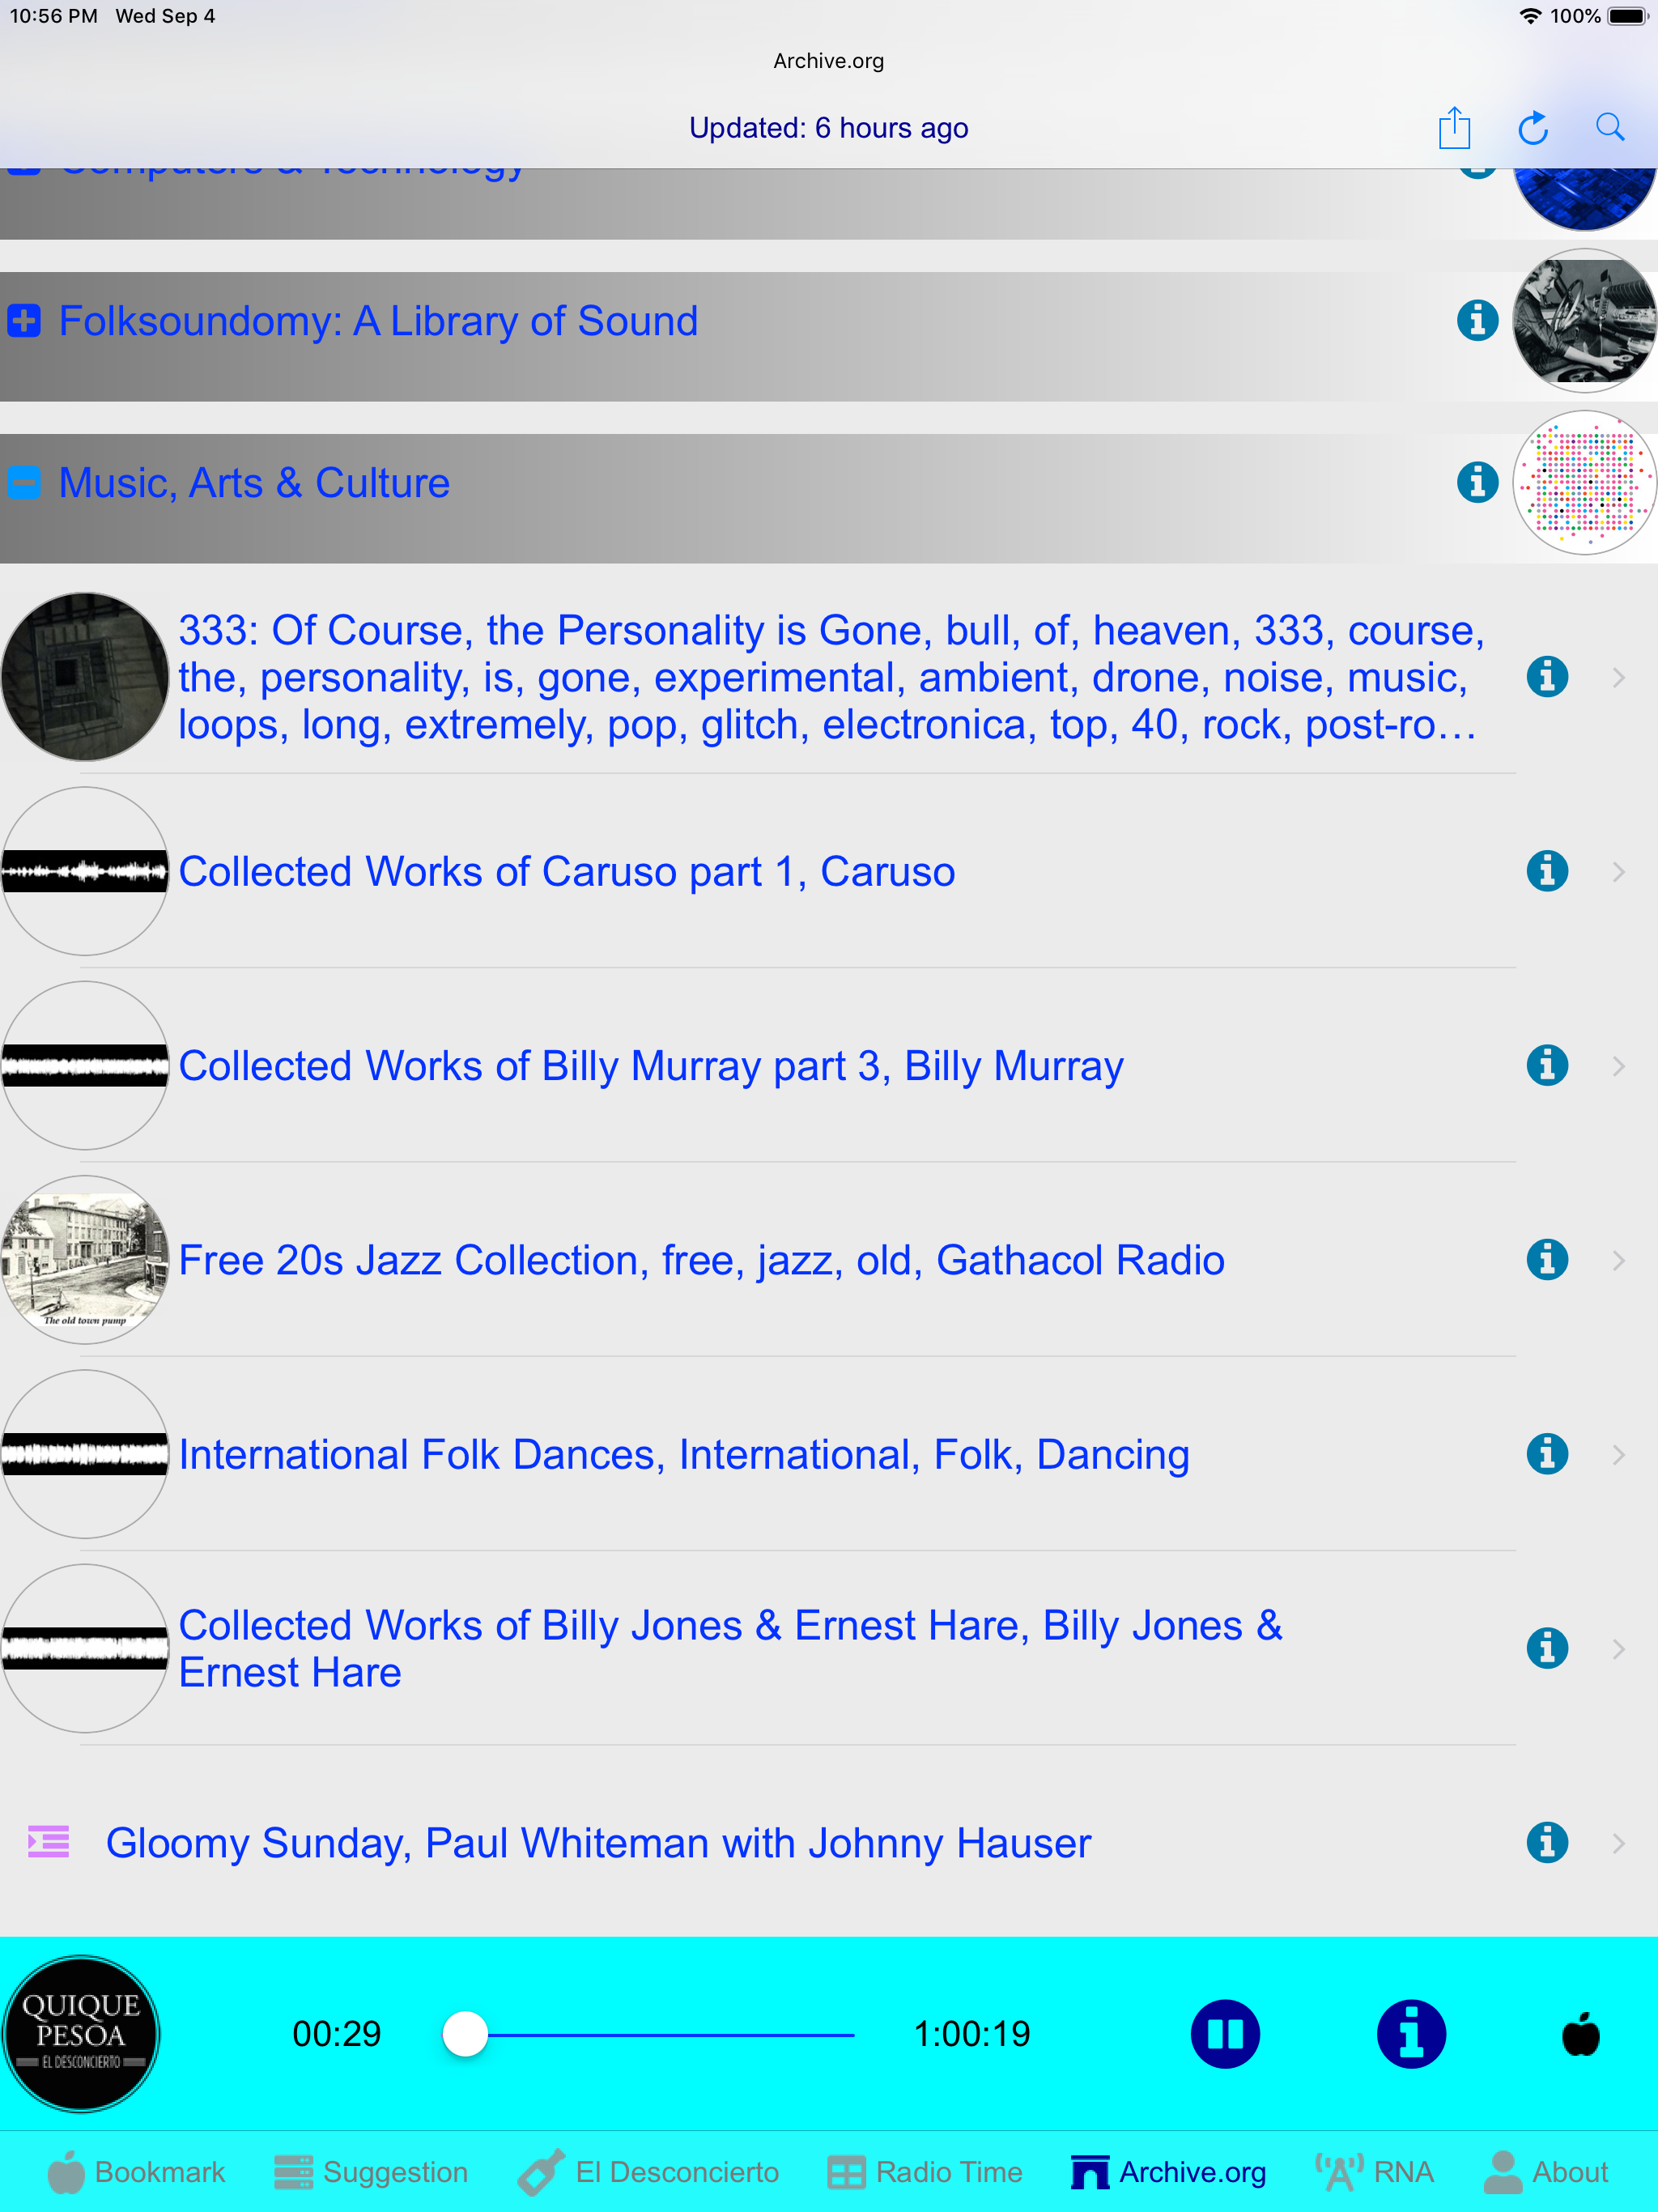 10:56 PM Wed Sep 4
100%
Archive.org
Updated: 6 hours ago
Computers & Technology
Folksoundomy: A Library of Sound
Music, Arts & Culture
333: Of Course, the Personality is Gone, bull, of, heaven, 333, course,
the, personality, is, gone, experimental, ambient, drone, noise, music,
loops, long, extremely, pop, glitch, electronica, top, 40, rock, post-ro…
Collected Works of Caruso part 1, Caruso
Collected Works of Billy Murray part 3, Billy Murray
The old town pump
Free 20s Jazz Collection, free, jazz, old, Gathacol Radio
International Folk Dances, International, Folk, Dancing
Collected Works of Billy Jones & Ernest Hare, Billy Jones &
Ernest Hare
Gloomy Sunday, Paul Whiteman with Johnny Hauser
QUIQUE
PESOA
EL DESCONCIERTO
00:29
1:00:19
Bookmark
Suggestion
El Desconcierto
Radio Time
Archive.org
RNA
About